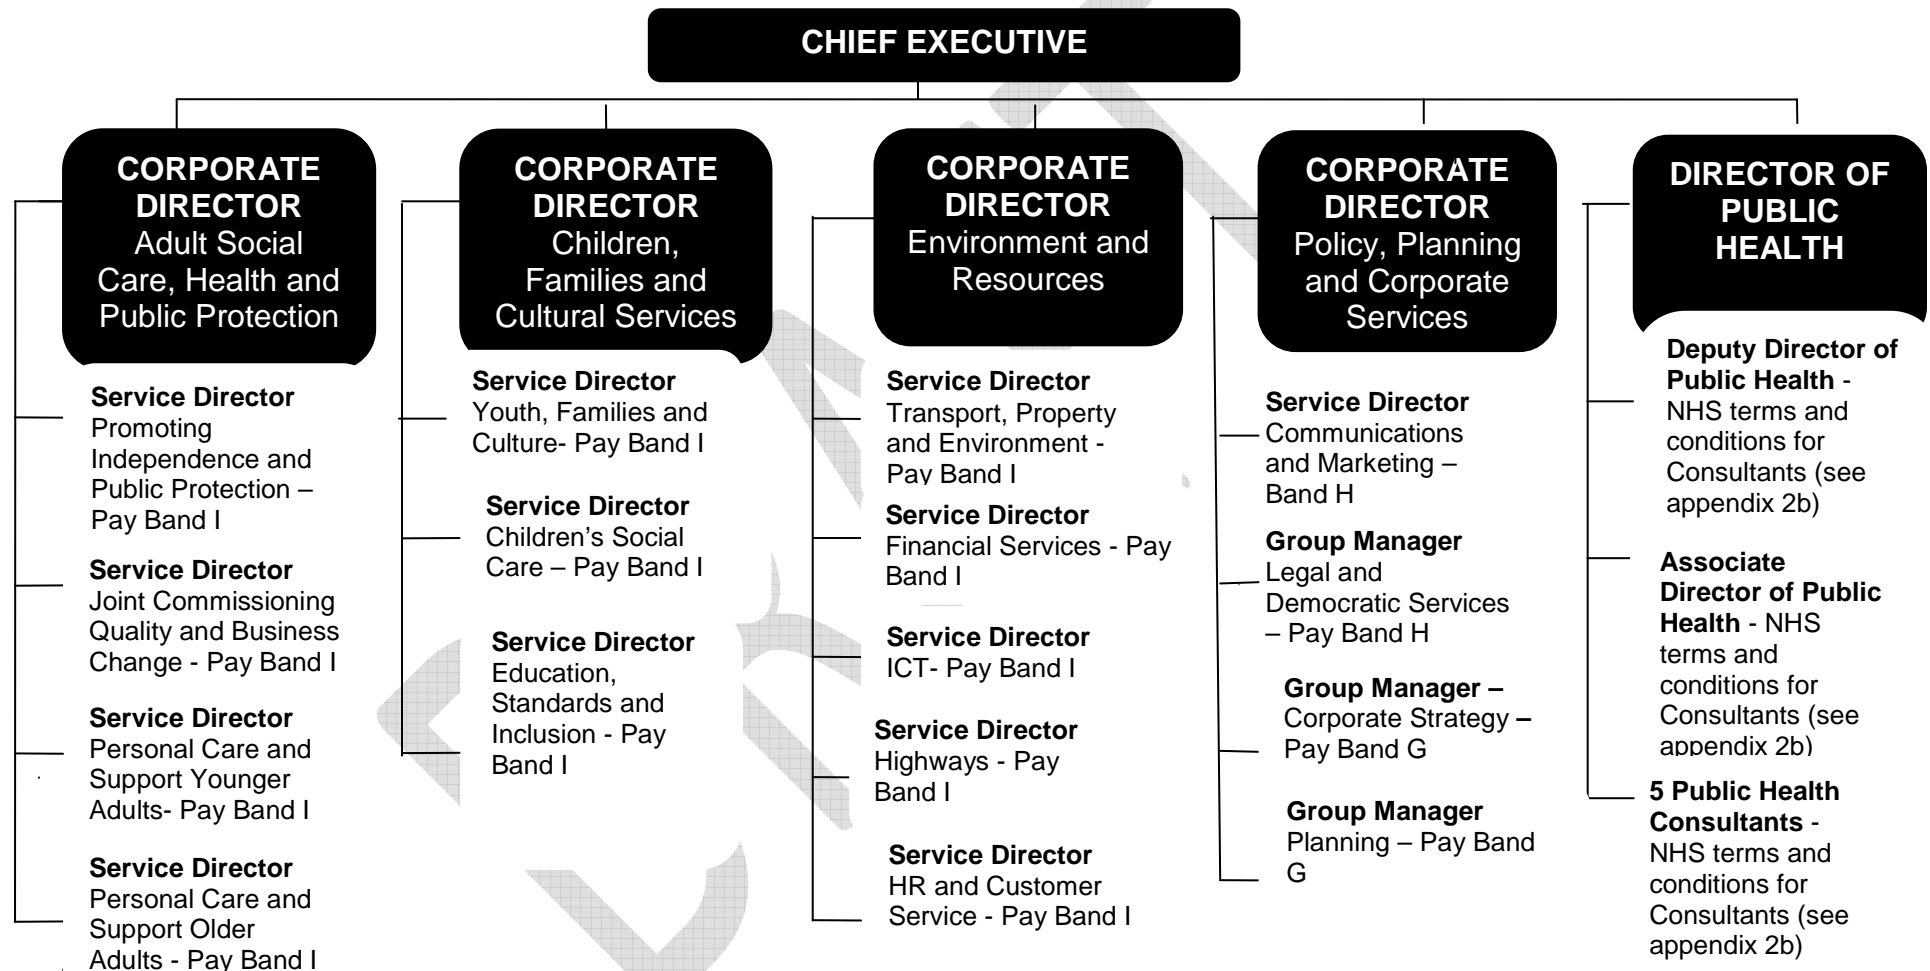 CHIEF EXECUTIVE
CORPORATE
DIRECTOR
Adult Social
Care, Health and
Public Protection
Service Director
Promoting
Independence and
Public Protection –
Pay Band I
Service Director
Joint Commissioning
Quality and Business
Change - Pay Band I
Service Director
Personal Care and
Support Younger
Adults- Pay Band I
Service Director
Personal Care and
Support Older
Adults - Pay Band I
CORPORATE
DIRECTOR
Children,
Families and
Cultural Services
Service Director
Youth, Families and
Culture- Pay Band I
Service Director
Children’s Social
Care – Pay Band I
Service Director
Education,
Standards and
Inclusion - Pay
Band I
CORPORATE
DIRECTOR
Environment and
Resources
Service Director
Transport, Property
and Environment -
Pay Band I
Service Director
Financial Services - Pay
Band I
Service Director
ICT- Pay Band I
Service Director
Highways - Pay
Band I
Service Director
HR and Customer
Service - Pay Band I
CORPORATE
DIRECTOR
Policy, Planning
and Corporate
Services
Service Director
Communications
and Marketing –
Band H
Group Manager
Legal and
Democratic Services
– Pay Band H
Group Manager –
Corporate Strategy –
Pay Band G
Group Manager
Planning – Pay Band
G
DIRECTOR OF
PUBLIC
HEALTH
Deputy Director of
Public Health -
NHS terms and
conditions for
Consultants (see
appendix 2b)
Associate
Director of Public
Health - NHS
terms and
conditions for
Consultants (see
appendix 2b)
5 Public Health
Consultants -
NHS terms and
conditions for
Consultants (see
appendix 2b)